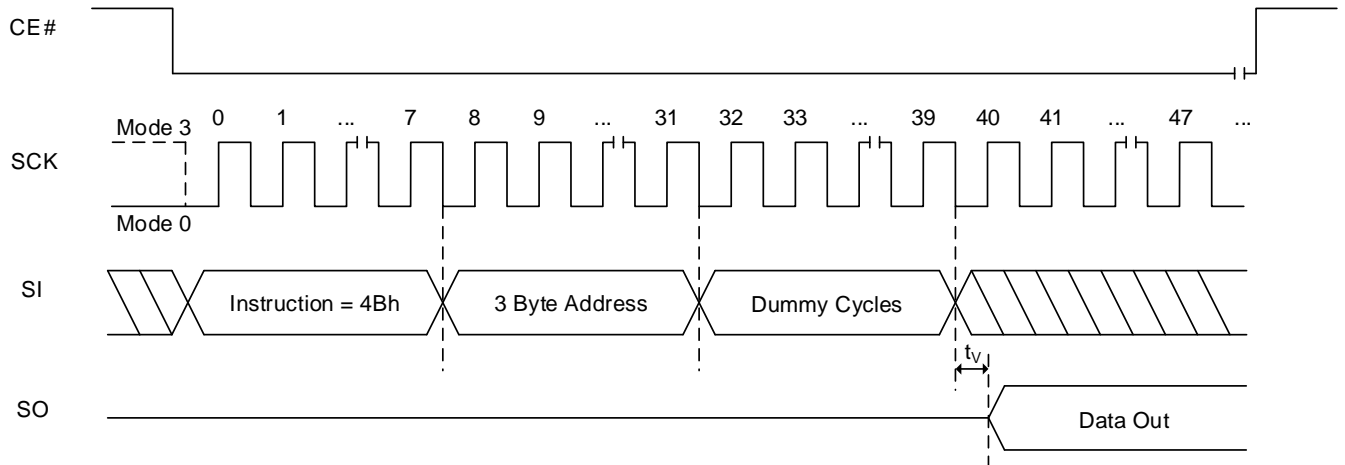 CE#
Mode 3 0 1 ... 7 8 9 ... 31 32 33 ... 39 40 41 ... 47 ...
SCK
Mode 0
SI Instruction = 4Bh 3 Byte Address Dummy Cycles
tV
SO Data Out